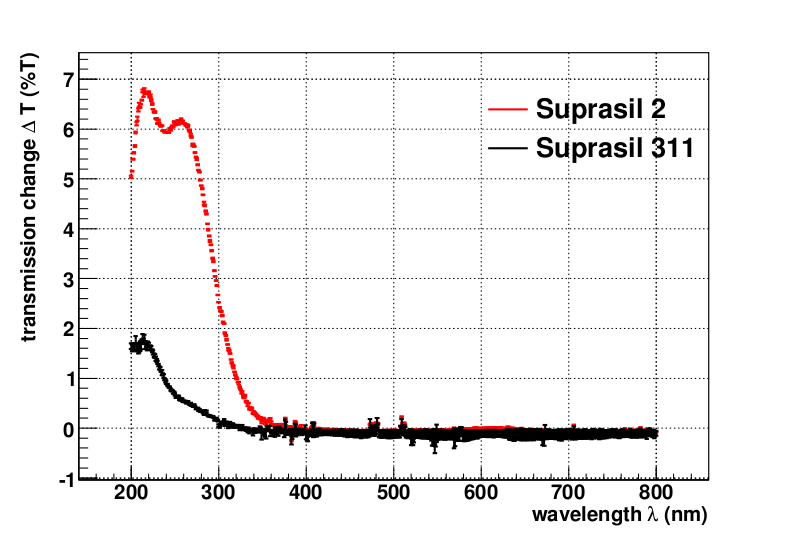 transmission change Δ T (%T)
7
6
5
4
3
2
1
0
-1
Suprasil 2
Suprasil 311
200 300 400 500 600 700 800
wavelength λ (nm)